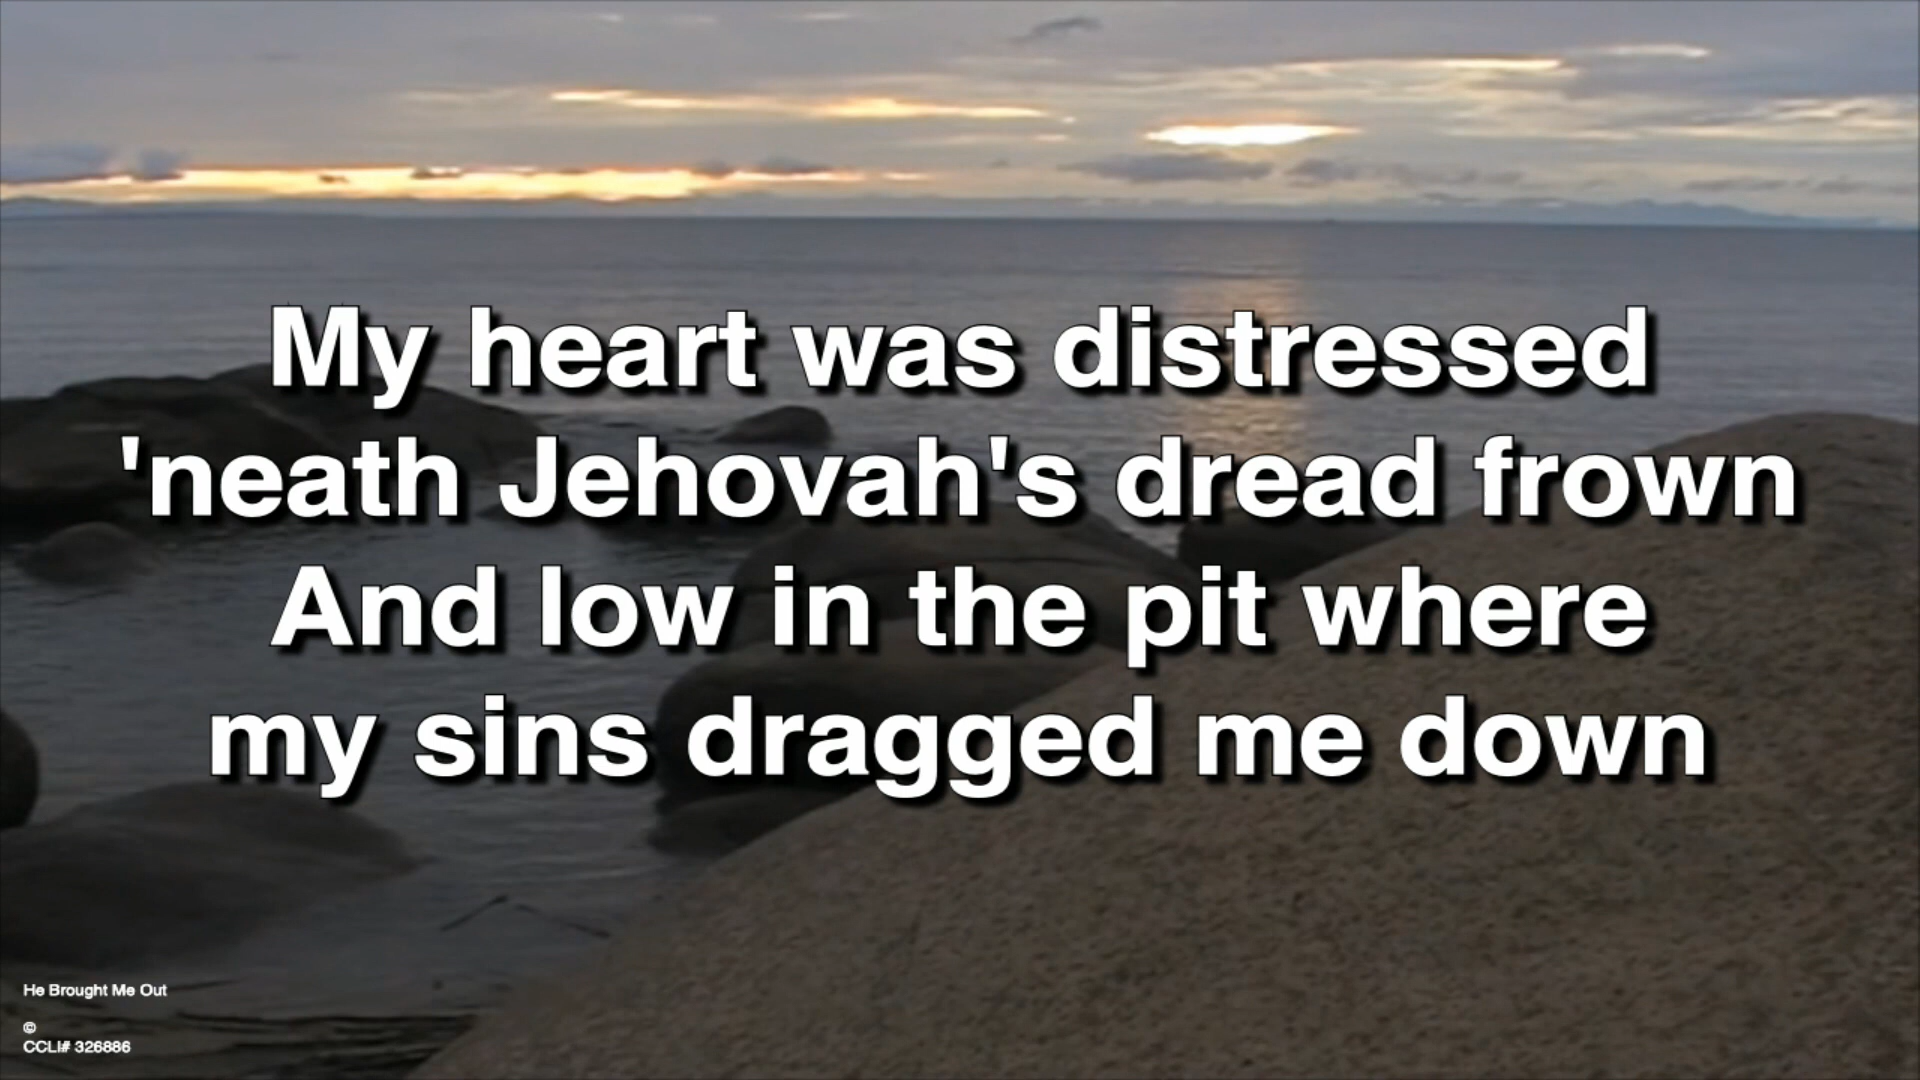 My heart was distressed
'neath Jehovah's dread frown
And low in the pit where
my sins dragged me down
He Brought Me Out
©
CCLI# 326886